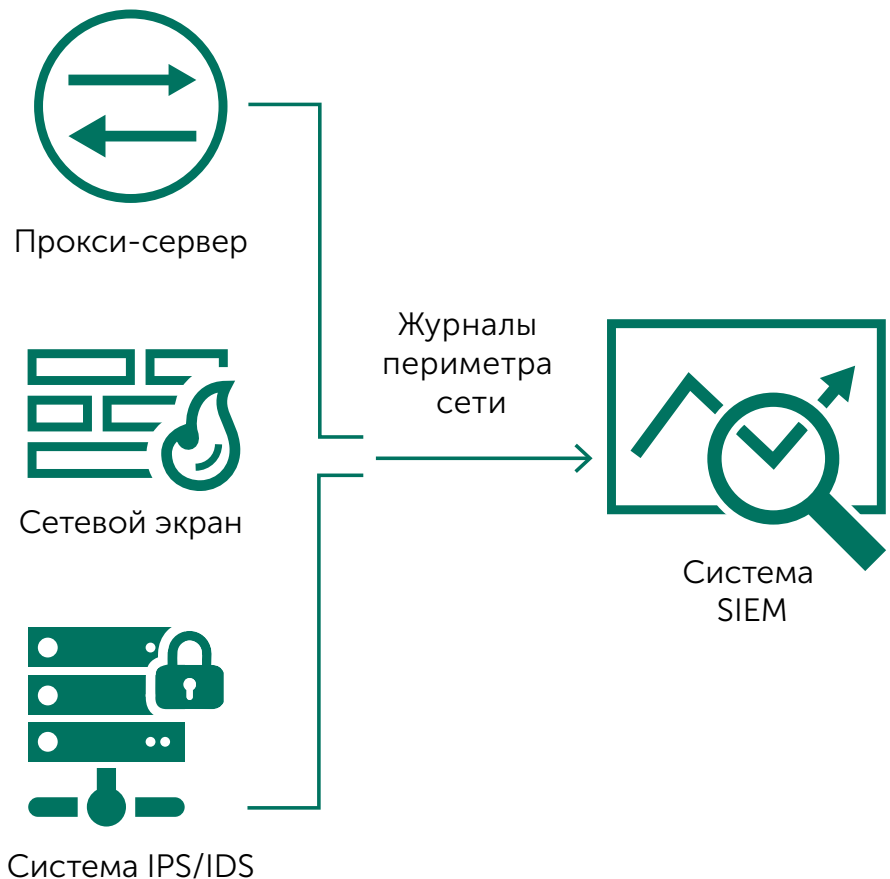 Прокси-сервер
Сетевой экран
Система IPS/IDS
Журналы
периметра
сети
Система
SIEM